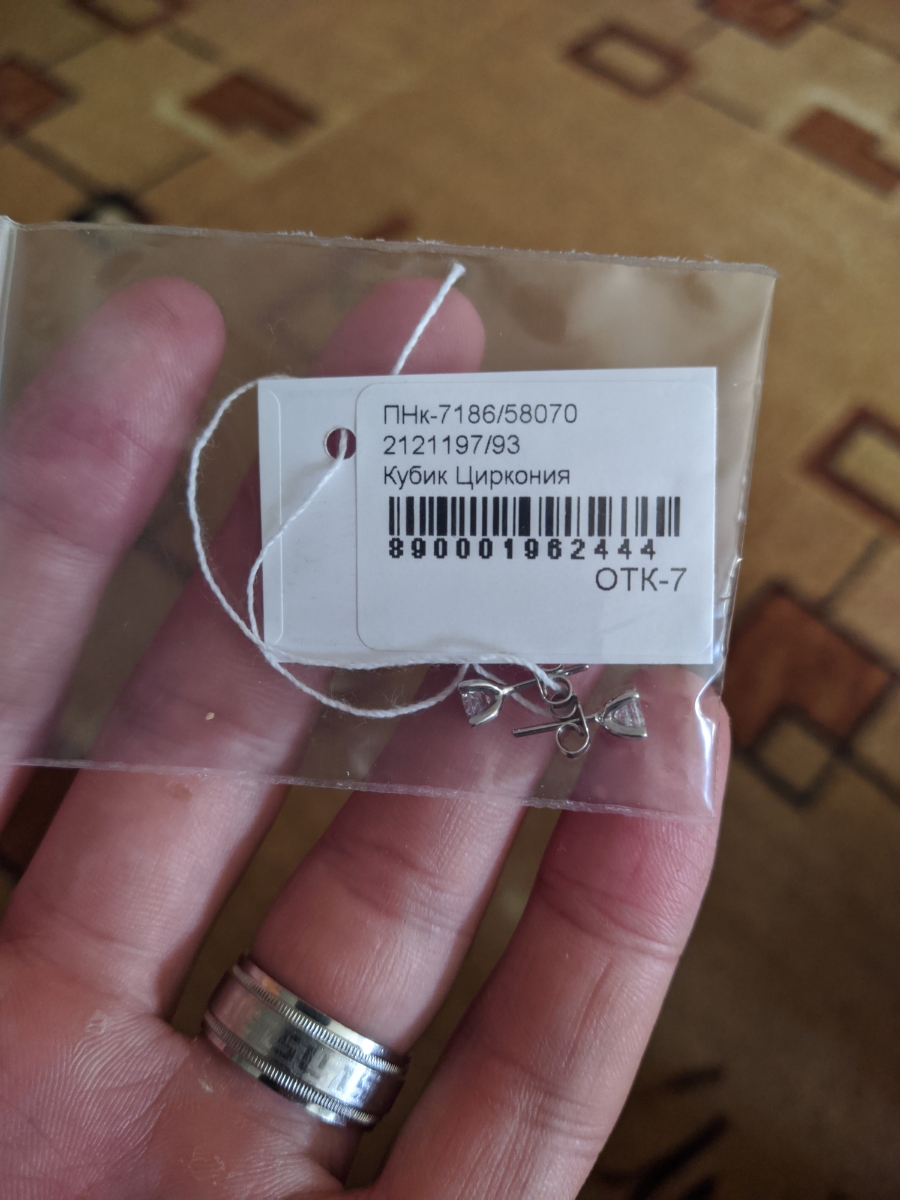 ПНк-7186/58070
2121197/93
Кубик Циркония
890001962444
ОТК-7